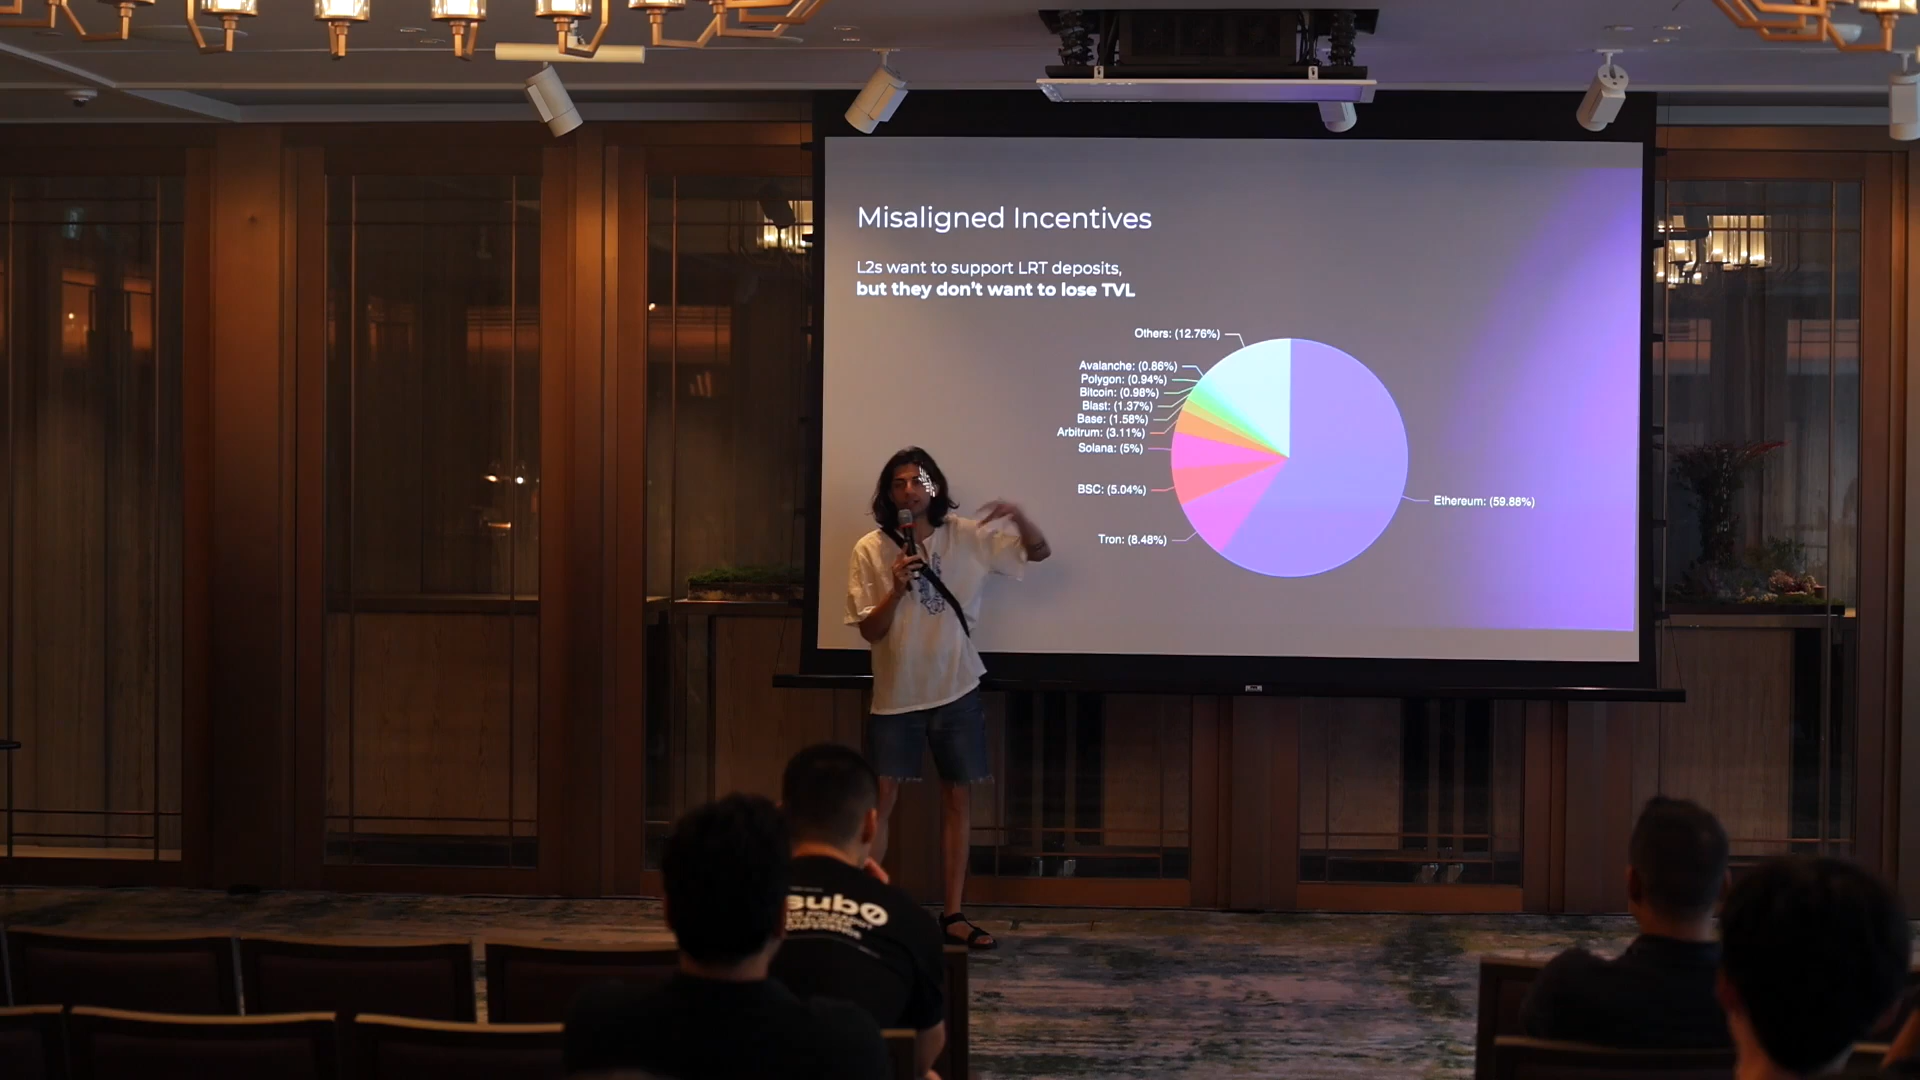 Misaligned Incentives
L2s want to support LRT deposits,
but they don't want to lose TVL
Others: (12.76%)
Avalanche: (0.86%)
Polygon: (0.94%)
Bitcoin: (0.98%)
Blast: (1.37%)
Base: (1.58%)
Arbitrum: (3.11%)
Solana: (5%)
BSC: (5.04%)
Tron: (8.48%)
Ethereum: (59.88%)
sub0